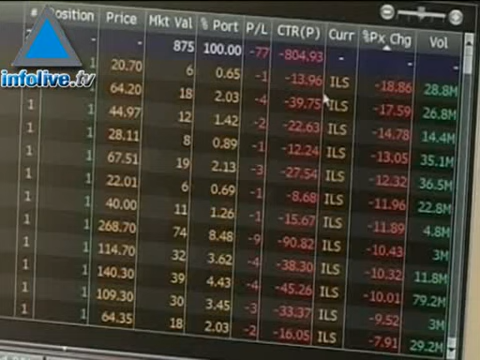 # Position Price Mkt Val % Port P/L CTR(P) Curr %Px Chg Vol
875 100.00 -77 -804.93 - - -
1 20.70 6 0.65 -1 -13.96 ILS -18.86 28.8M
infolive.tv
1 64.20 18 2.03 -4 -39.75 ILS -17.59 26.8M
1 1 44.97 12 1.42 -2 -22.63 ILS -14.78 14.4M
1 1 28.11 8 0.89 -1 -12.24 ILS -13.05 35.1M
1 1 67.51 19 2.13 -3 -27.54 ILS -12.32 36.5M
1 1 22.01 6 0.69 -1 -8.68 ILS -11.96 22.8M
1 1 40.00 11 1.26 -1 -15.67 ILS -11.89 4.8M
1 1 268.70 74 8.48 -9 -90.82 ILS -10.43 3M
1 1 114.70 32 3.62 -4 -38.30 ILS -10.32 11.8M
1 1 140.30 39 4.43 -4 -45.26 ILS -10.01 79.2M
1 1 109.30 30 3.45 -3 -33.37 ILS -9.52 3M
1 1 64.35 18 2.03 -2 -16.05 ILS -7.91 29.2M